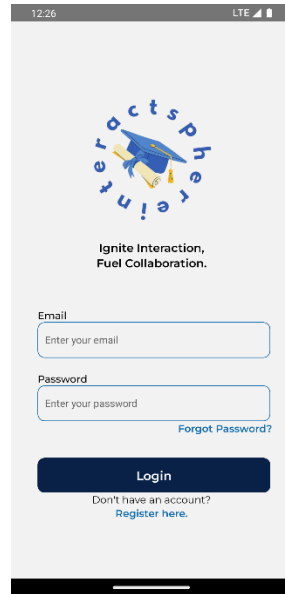 12:26 LTE
interactsphere
Ignite Interaction,
Fuel Collaboration.
Email
Enter your email
Password
Enter your password
Forgot Password?
Login
Don't have an account?
Register here.